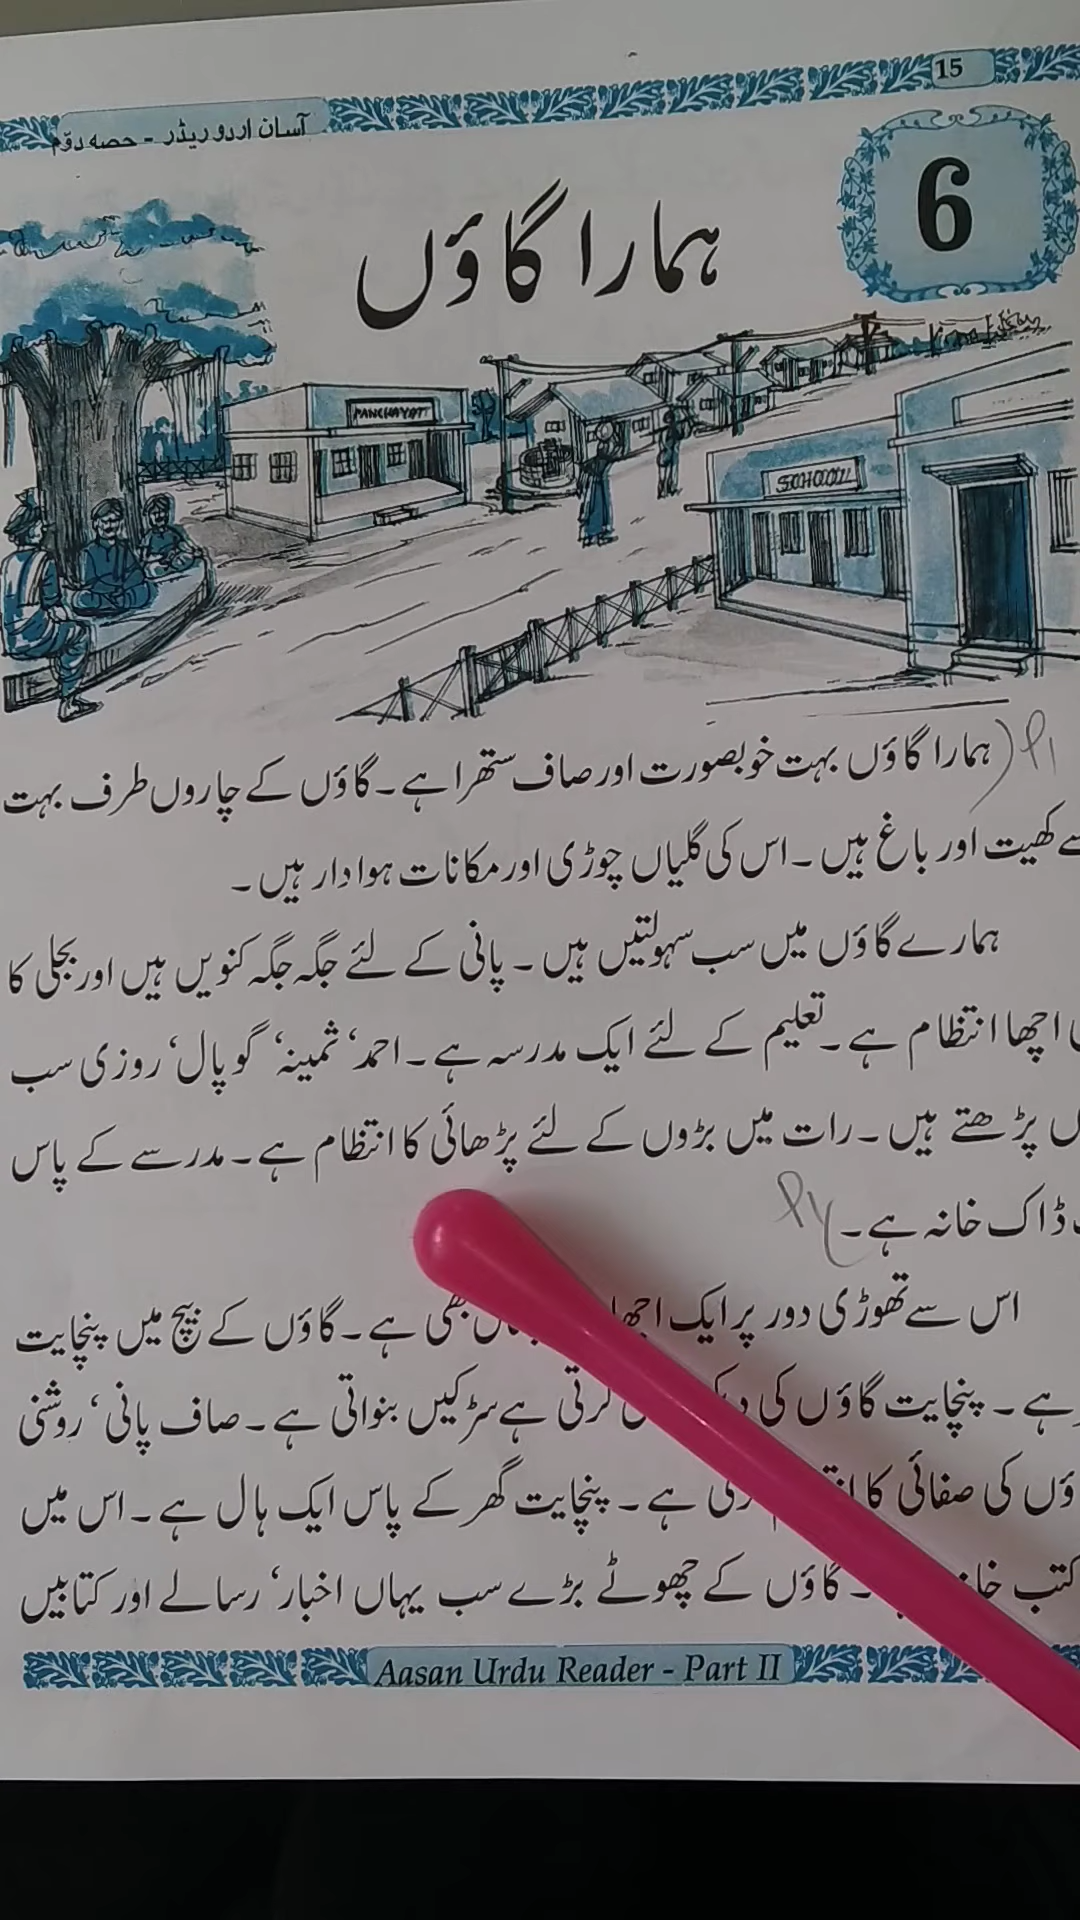 15
آسان اردو ریڈر - حصہ دوّم
6
ہمارا گاؤں
PANCHAYAT
SCHOOL
ہمارا گاؤں بہت خوبصورت اور صاف ستھرا ہے۔ گاؤں کے چاروں طرف بہت
سے کھیت اور باغ ہیں۔ اس کی گلیاں چوڑی اور مکانات ہوادار ہیں۔
ہمارے گاؤں میں سب سہولتیں ہیں۔ پانی کے لئے جگہ جگہ کنویں ہیں اور بجلی کا
اچھا انتظام ہے۔ تعلیم کے لئے ایک مدرسہ ہے۔ احمد، ثمینہ، گوپال، روزی سب
پڑھتے ہیں۔ رات میں بڑوں کے لئے پڑھائی کا انتظام ہے۔ مدرسے کے پاس
ڈاک خانہ ہے۔
اس سے تھوڑی دور پر ایک بھی ہے۔ گاؤں کے بیچ میں پنچایت
ہے۔ پنچایت گاؤں کی کرتی ہے سڑکیں بنواتی ہے۔ صاف پانی، روشنی
کی صفائی کا ہے۔ پنچایت گھر کے پاس ایک ہال ہے۔ اس میں
کتب گاؤں کے چھوٹے بڑے سب یہاں اخبار، رسالے اور کتابیں
Aasan Urdu Reader - Part II